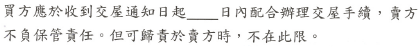 買方應於收到交屋通知日起____日內配合辦理交屋手續，賣方
不負保管責任。但可歸責於賣方時，不在此限。